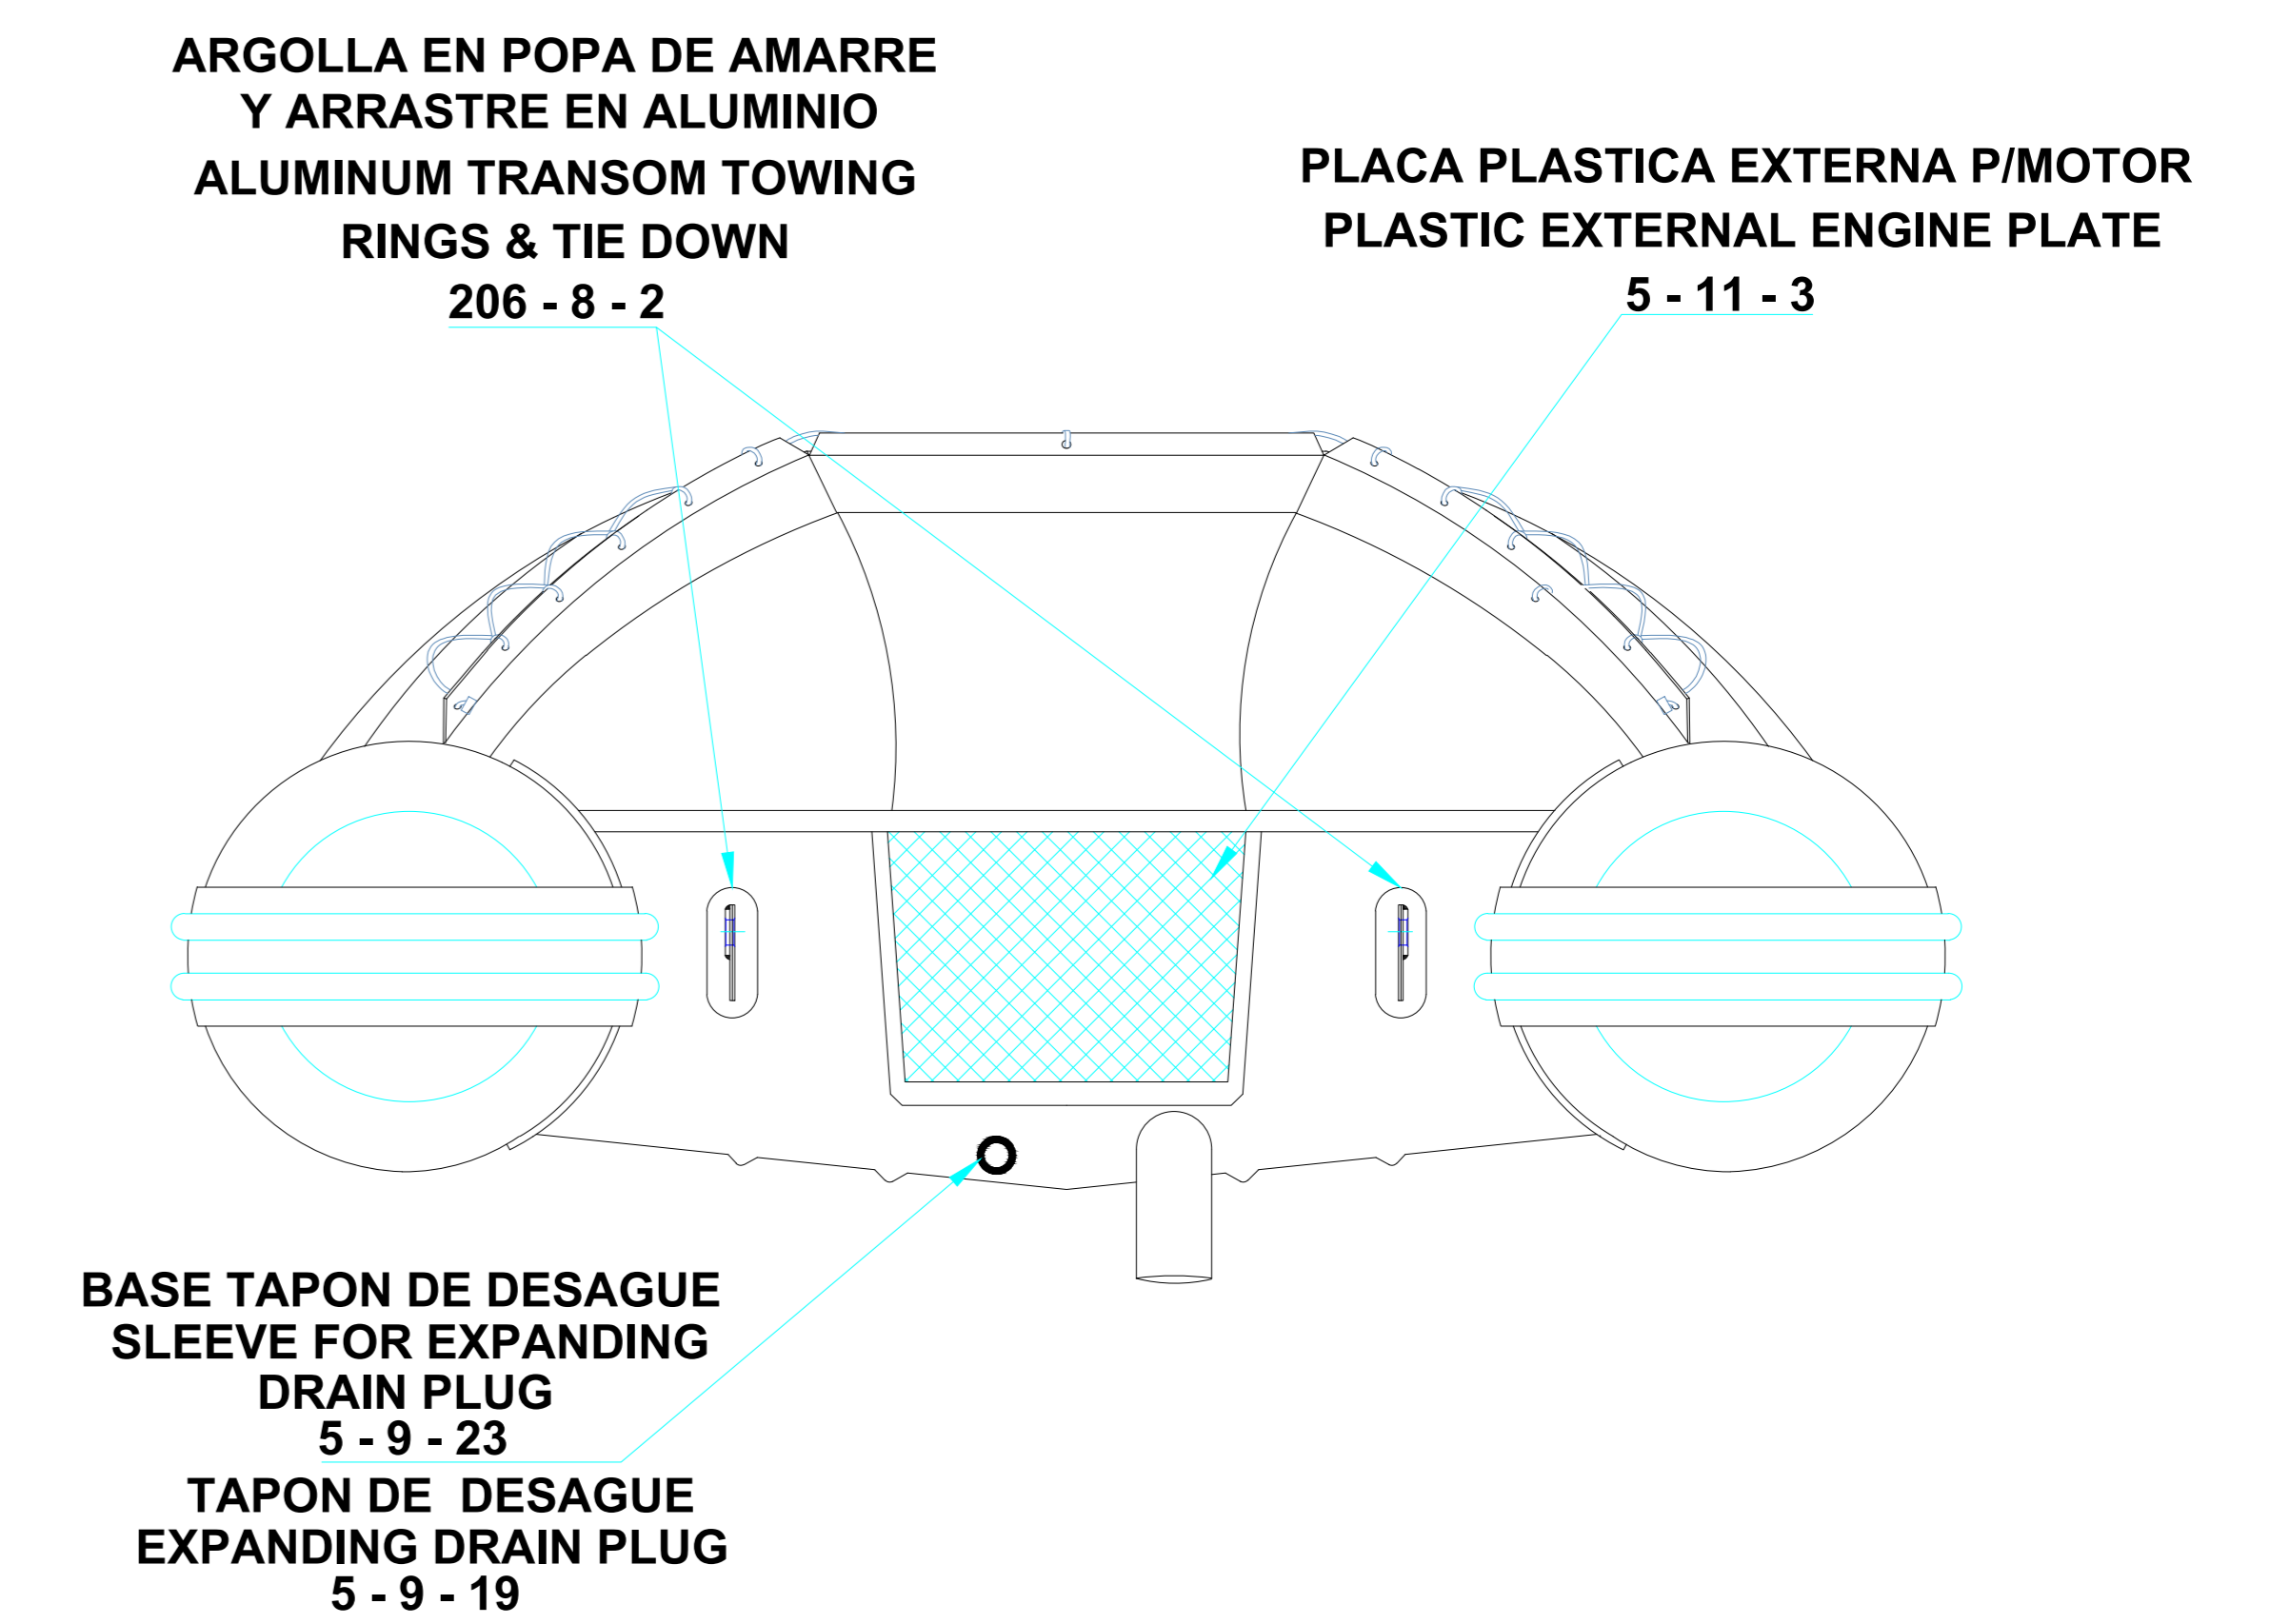 ARGOLLA EN POPA DE AMARRE
Y ARRASTRE EN ALUMINIO
ALUMINUM TRANSOM TOWING
RINGS & TIE DOWN
206 - 8 - 2
PLACA PLASTICA EXTERNA P/MOTOR
PLASTIC EXTERNAL ENGINE PLATE
5 - 11 - 3
BASE TAPON DE DESAGUE
SLEEVE FOR EXPANDING
DRAIN PLUG
5 - 9 - 23
TAPON DE  DESAGUE
EXPANDING DRAIN PLUG
5 - 9 - 19